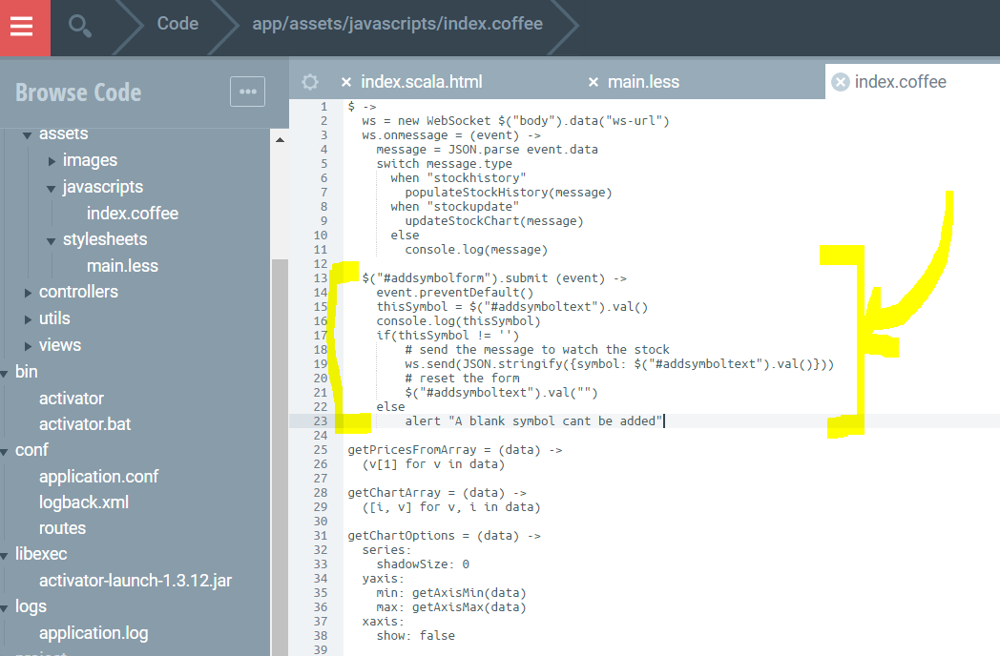 Code
app/assets/javascripts/index.coffee
Browse Code
...
assets
images
javascripts
index.coffee
stylesheets
main.less
controllers
utils
views
bin
activator
activator.bat
conf
application.conf
logback.xml
routes
libexec
activator-launch-1.3.12.jar
logs
application.log
× index.scala.html
× main.less
× index.coffee
1 $ ->
2   ws = new WebSocket $("body").data("ws-url")
3   ws.onmessage = (event) ->
4     message = JSON.parse event.data
5     switch message.type
6       when "stockhistory"
7         populateStockHistory(message)
8       when "stockupdate"
9         updateStockChart(message)
10       else
11         console.log(message)
12
13   $("#addsymbolform").submit (event) ->
14     event.preventDefault()
15     thisSymbol = $("#addsymboltext").val()
16     console.log(thisSymbol)
17     if(thisSymbol != '')
18         # send the message to watch the stock
19         ws.send(JSON.stringify({symbol: $("#addsymboltext").val()}))
20         # reset the form
21         $("#addsymboltext").val("")
22     else
23         alert "A blank symbol cant be added"
24
25 getPricesFromArray = (data) ->
26   (v[1] for v in data)
27
28 getChartArray = (data) ->
29   ([i, v] for v, i in data)
30
31 getChartOptions = (data) ->
32   series:
33     shadowSize: 0
34   yaxis:
35     min: getAxisMin(data)
36     max: getAxisMax(data)
37   xaxis:
38     show: false
39